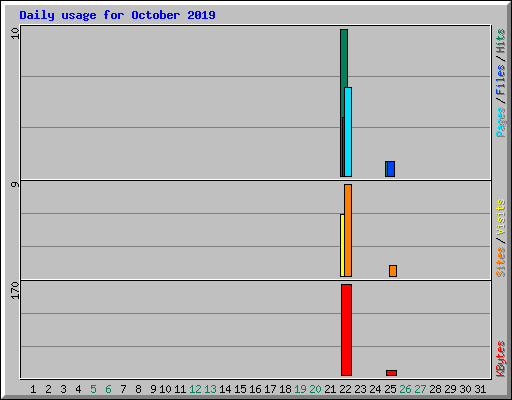 Daily usage for October 2019
10
Pages / Files / Hits
9
Sites / Visits
170
KBytes
1 2 3 4 5 6 7 8 9 10 11 12 13 14 15 16 17 18 19 20 21 22 23 24 25 26 27 28 29 30 31